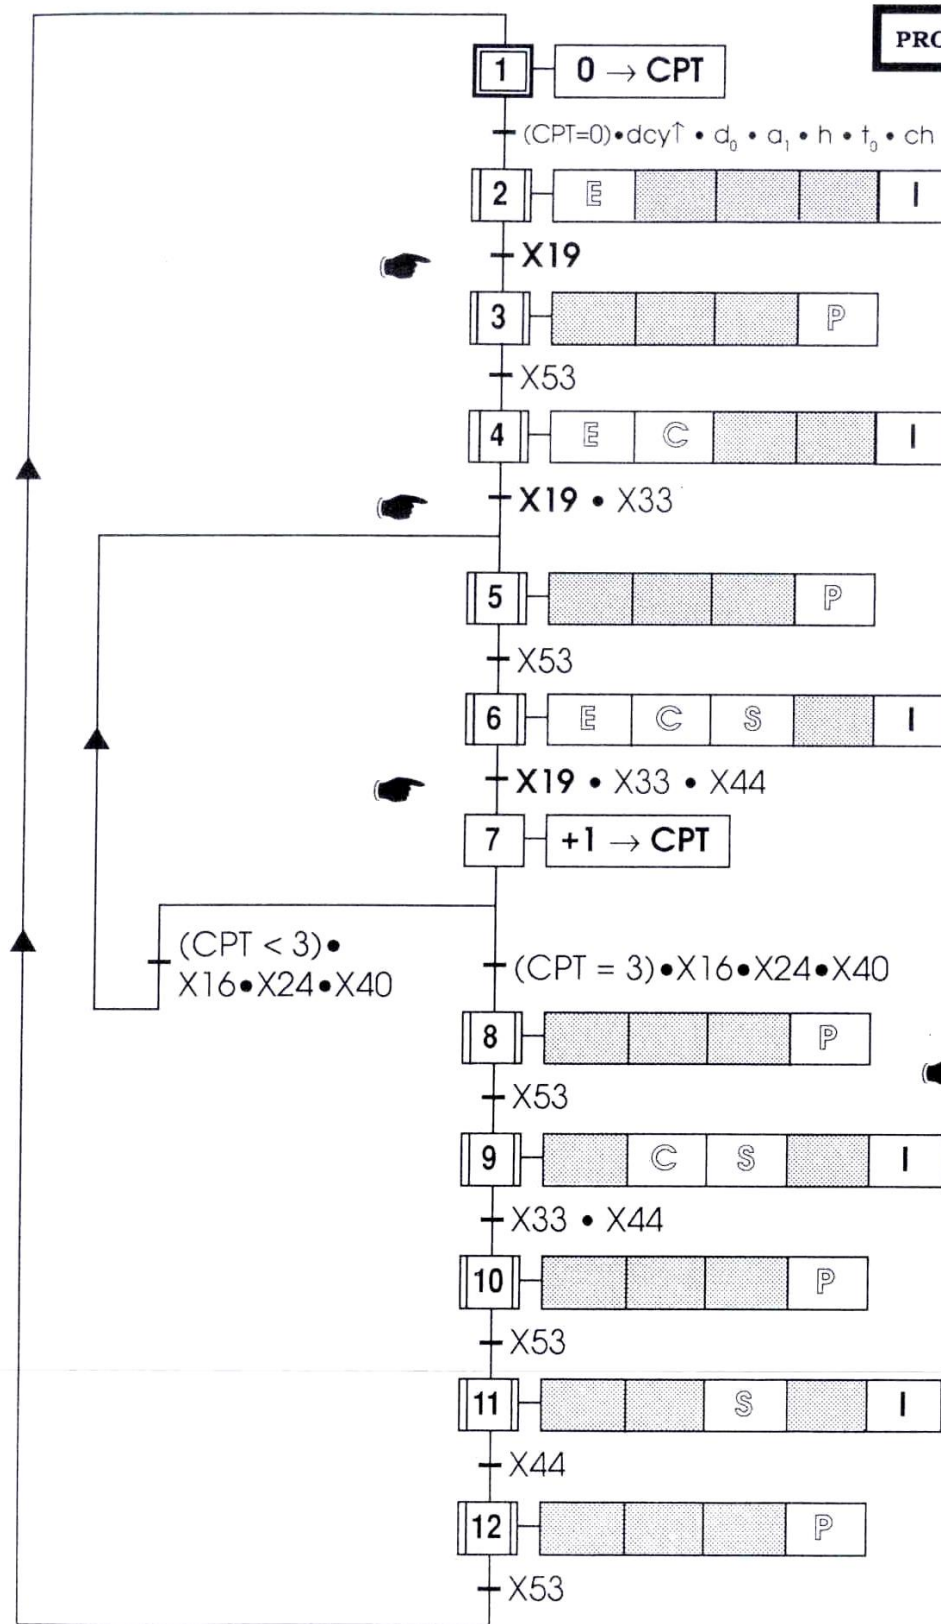 PRO
1 0 → CPT
(CPT=0)•dcy↑ • d₀ • a₁ • h • t₀ • ch
2 E I
X19
3 P
X53
4 E C I
X19 • X33
5 P
X53
6 E C S I
X19 • X33 • X44
7 +1 → CPT
(CPT < 3)•
X16•X24•X40
(CPT = 3)•X16•X24•X40
8 P
X53
9 C S I
X33 • X44
10 P
X53
11 S I
X44
12 P
X53